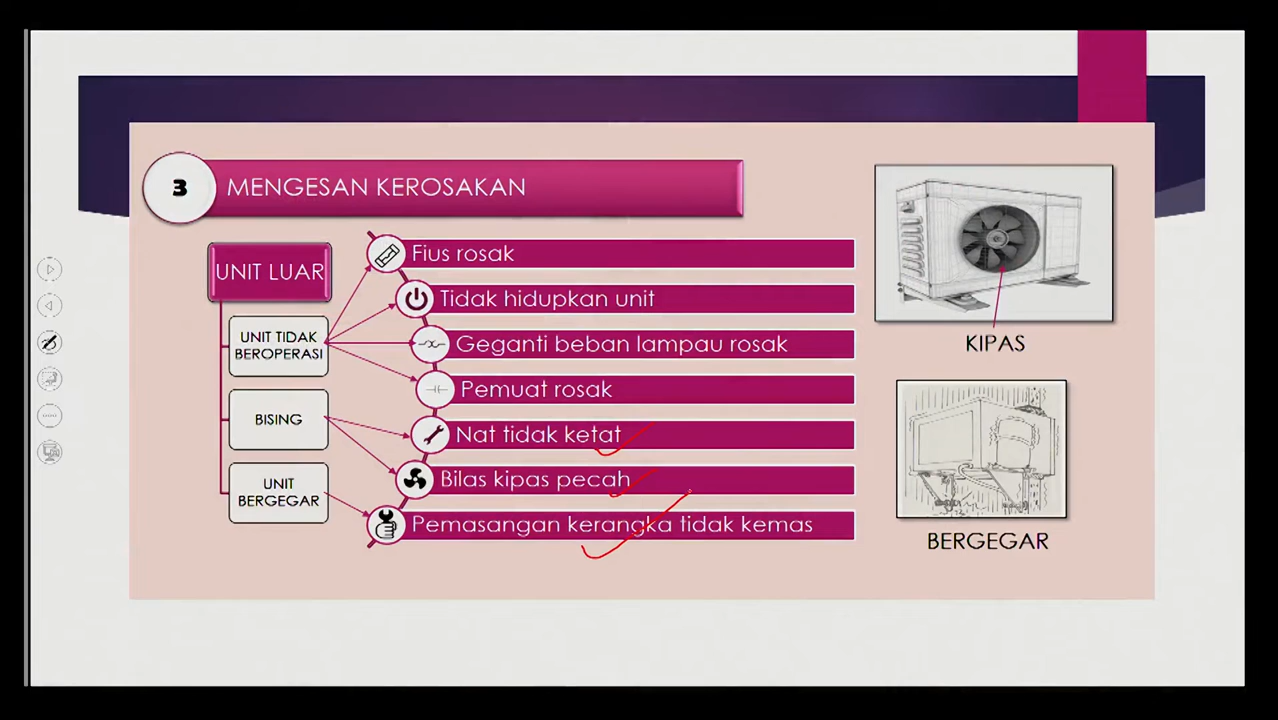 3
MENGESAN KEROSAKAN
UNIT LUAR
UNIT TIDAK
BEROPERASI
BISING
UNIT
BERGEGAR
Fius rosak
Tidak hidupkan unit
Geganti beban lampau rosak
Pemuat rosak
Nat tidak ketat
Bilas kipas pecah
Pemasangan kerangka tidak kemas
KIPAS
BERGEGAR